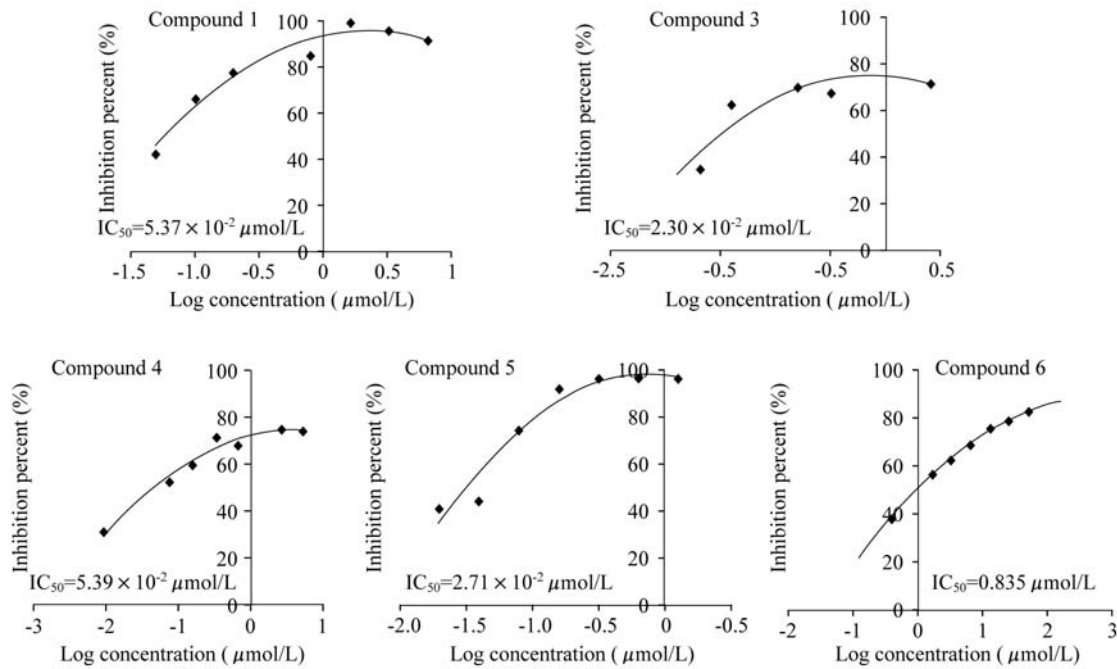 Compound 1
Inhibition percent (%)
100
80
60
40
20
0
IC50=5.37 × 10-2 μmol/L
-1.5 -1.0 -0.5 0 0.5 1
Log concentration ( μmol/L)
Compound 3
Inhibition percent (%)
100
80
60
40
20
0
IC50=2.30 × 10-2 μmol/L
-2.5 -0.5 -0.5 0.5
Log concentration ( μmol/L)
Compound 4
Inhibition percent (%)
100
80
60
40
20
0
IC50=5.39 × 10-2 μmol/L
-3 -2 -1 0 1
Log concentration ( μmol/L)
Compound 5
Inhibition percent (%)
100
80
60
40
20
0
IC50=2.71 × 10-2 μmol/L
-2.0 -1.5 -1.0 -0.5 0 -0.5
Log concentration ( μmol/L)
Compound 6
Inhibition percent (%)
100
80
60
40
20
0
IC50=0.835 μmol/L
-2 -1 0 1 2 3
Log concentration ( μmol/L)